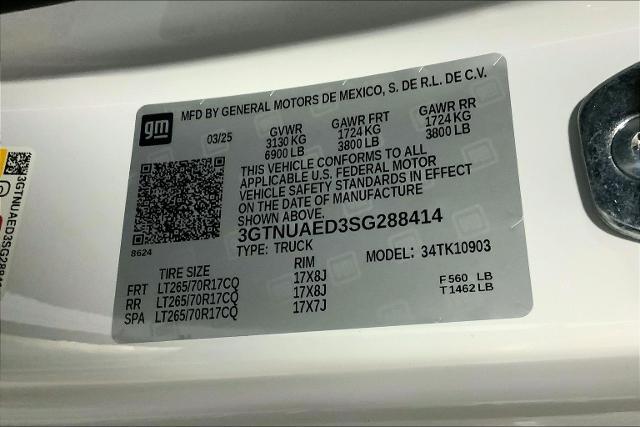 MFD BY GENERAL MOTORS DE MEXICO, S. DE R.L. DE C.V.
gm
03/25
GVWR GAWR FRT GAWR RR
3130 KG 1724 KG 1724 KG
6900 LB 3800 LB 3800 LB
THIS VEHICLE CONFORMS TO ALL
APPLICABLE U.S. FEDERAL MOTOR
VEHICLE SAFETY STANDARDS IN EFFECT
ON THE DATE OF MANUFACTURE
SHOWN ABOVE.
3GTNUAED3SG288414
8624
TYPE: TRUCK MODEL: 34TK10903
TIRE SIZE RIM
FRT LT265/70R17CQ 17X8J F 560 LB
RR LT265/70R17CQ 17X8J T 1462 LB
SPA LT265/70R17CQ 17X7J
3GTNUAED3SG28841